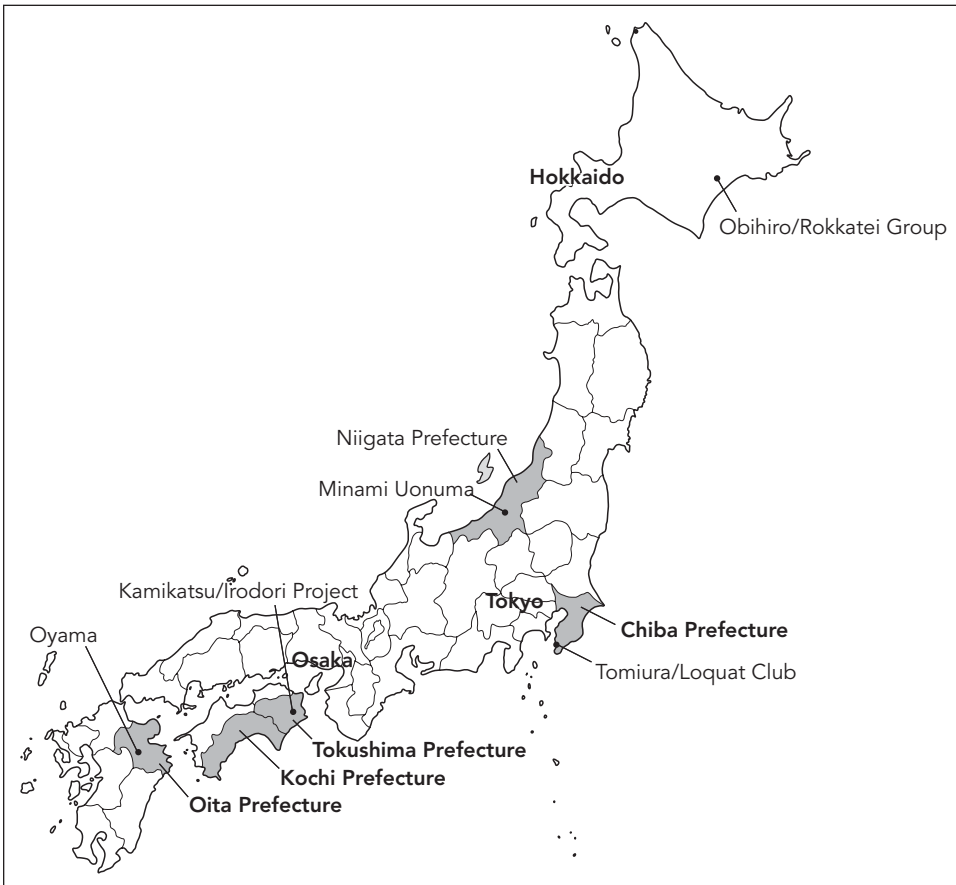 Hokkaido
Obihiro/Rokkatei Group
Niigata Prefecture
Minami Uonuma
Kamikatsu/Irodori Project
Tokyo
Oyama
Chiba Prefecture
Osaka
Tomiura/Loquat Club
Tokushima Prefecture
Kochi Prefecture
Oita Prefecture